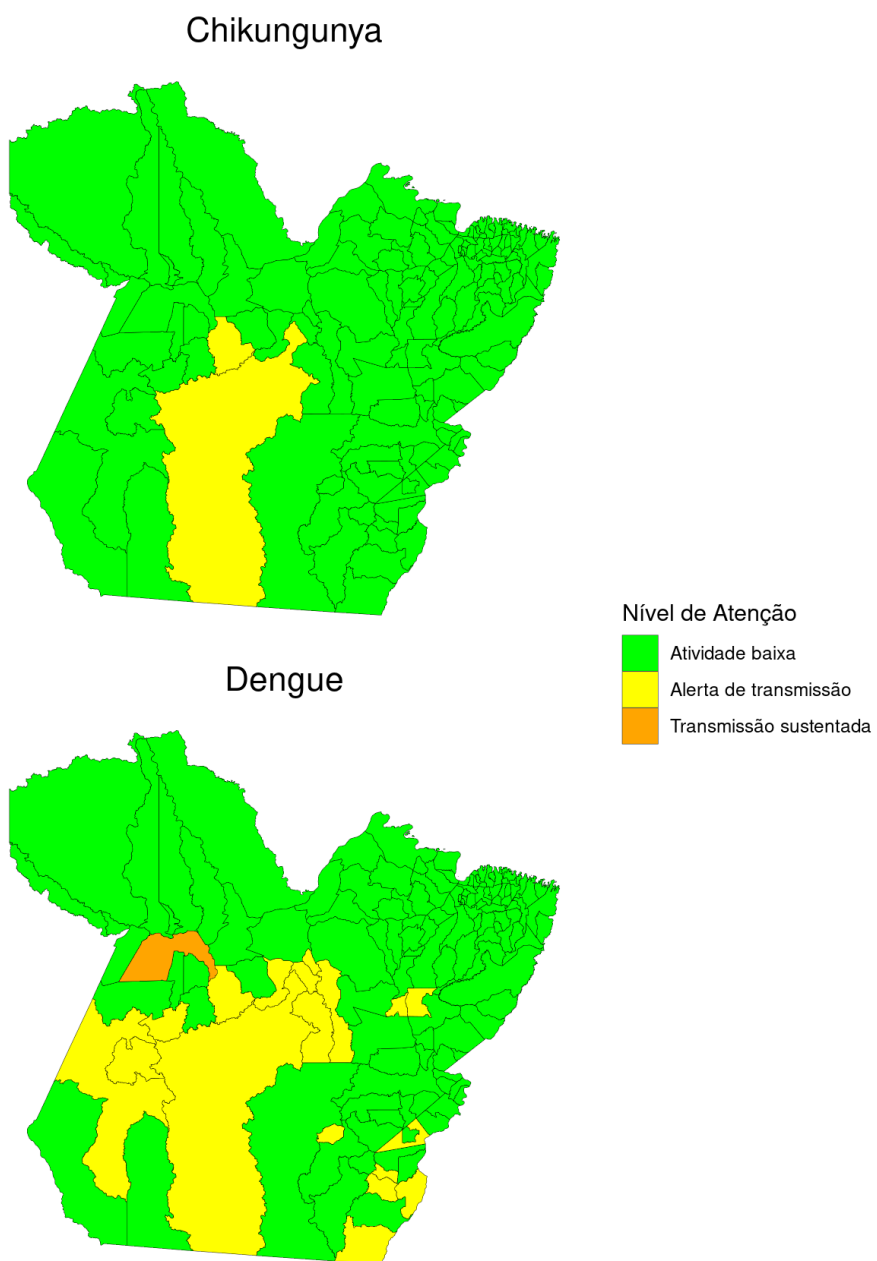 Chikungunya
Nível de Atenção
Atividade baixa
Alerta de transmissão
Transmissão sustentada
Dengue